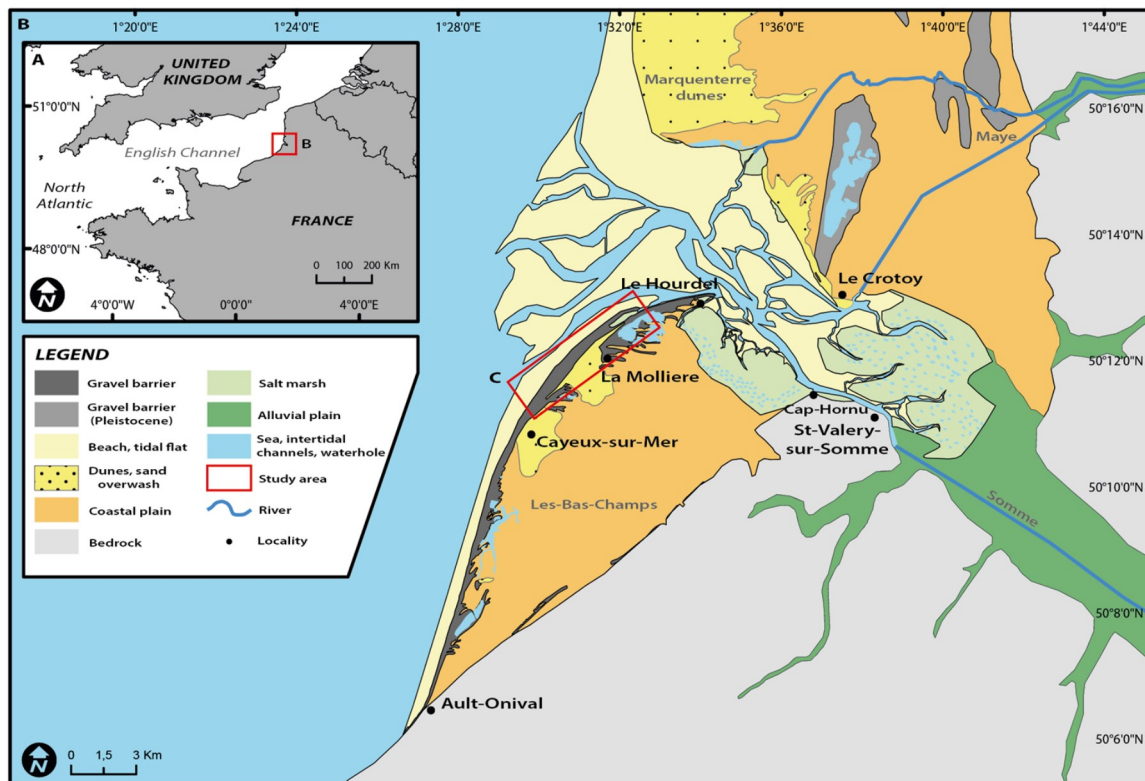 B
1°20'0"E
1°24'0"E
1°28'0"E
1°32'0"E
1°36'0"E
1°40'0"E
1°44'0"E
A
UNITED
KINGDOM
51°0'0"N
English Channel
B
North
Atlantic
FRANCE
48°0'0"N
0 100 200 Km
N
4°00'0"W
0°00'0"
4°00'0"E
LEGEND
Gravel barrier
Gravel barrier
(Pleistocene)
Beach, tidal flat
Dunes, sand
overwash
Coastal plain
Bedrock
Salt marsh
Alluvial plain
Sea, intertidal
channels, waterhole
Study area
River
Locality
Marquenterre
dunes
Maye
50°16'0"N
50°14'0"N
Le Hourdel
Le Crotoy
50°12'0"N
C
La Molliere
Cap-Hornu
St-Valery-
sur-Somme
Cayeux-sur-Mer
Les-Bas-Champs
50°10'0"N
Somme
50°8'0"N
Ault-Onival
50°6'0"N
N
0 1,5 3 Km